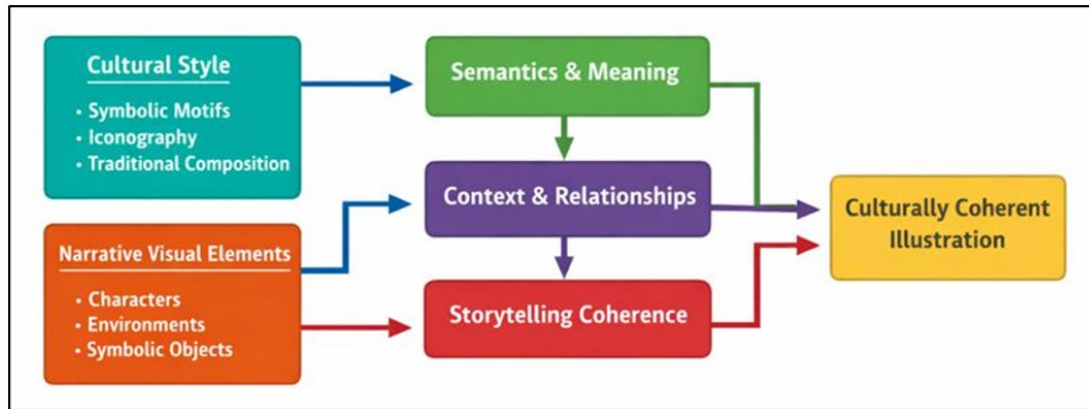 Cultural Style
• Symbolic Motifs
• Iconography
• Traditional Composition
Narrative Visual Elements
• Characters
• Environments
• Symbolic Objects
Semantics & Meaning
Context & Relationships
Storytelling Coherence
Culturally Coherent
Illustration